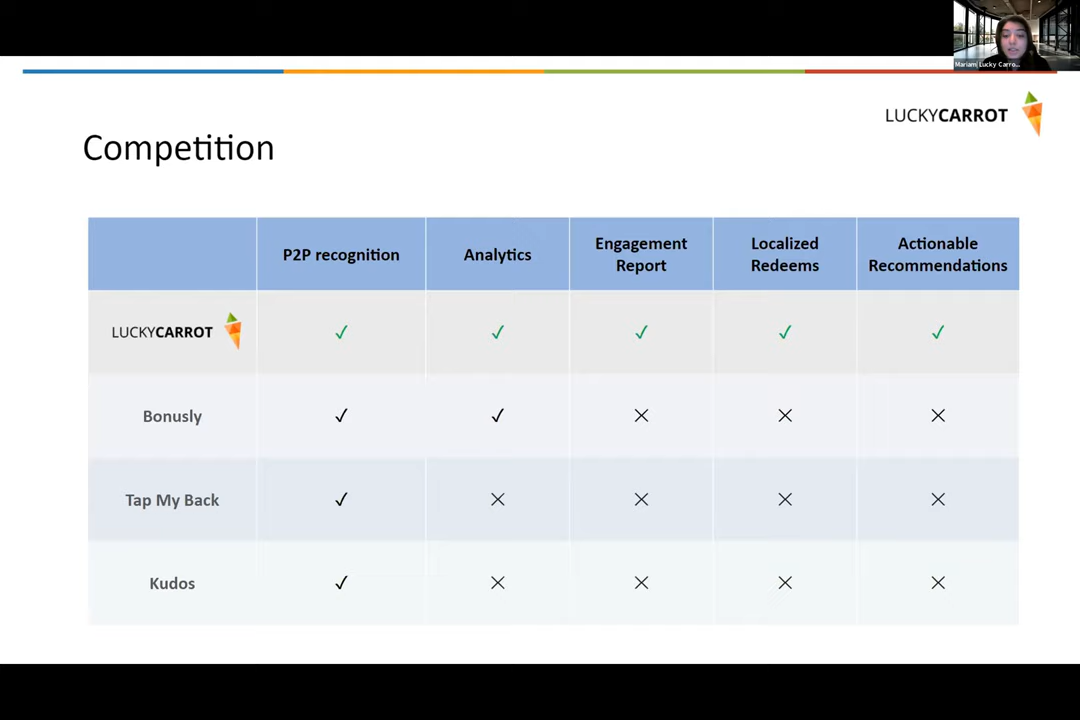 Mariam Lucky Carro...
LUCKYCARROT
Competition
P2P recognition
Analytics
Engagement
Report
Localized
Redeems
Actionable
Recommendations
LUCKYCARROT
✓ ✓ ✓ ✓ ✓
Bonusly ✓ ✓ × × ×
Tap My Back ✓ × × × ×
Kudos ✓ × × × ×